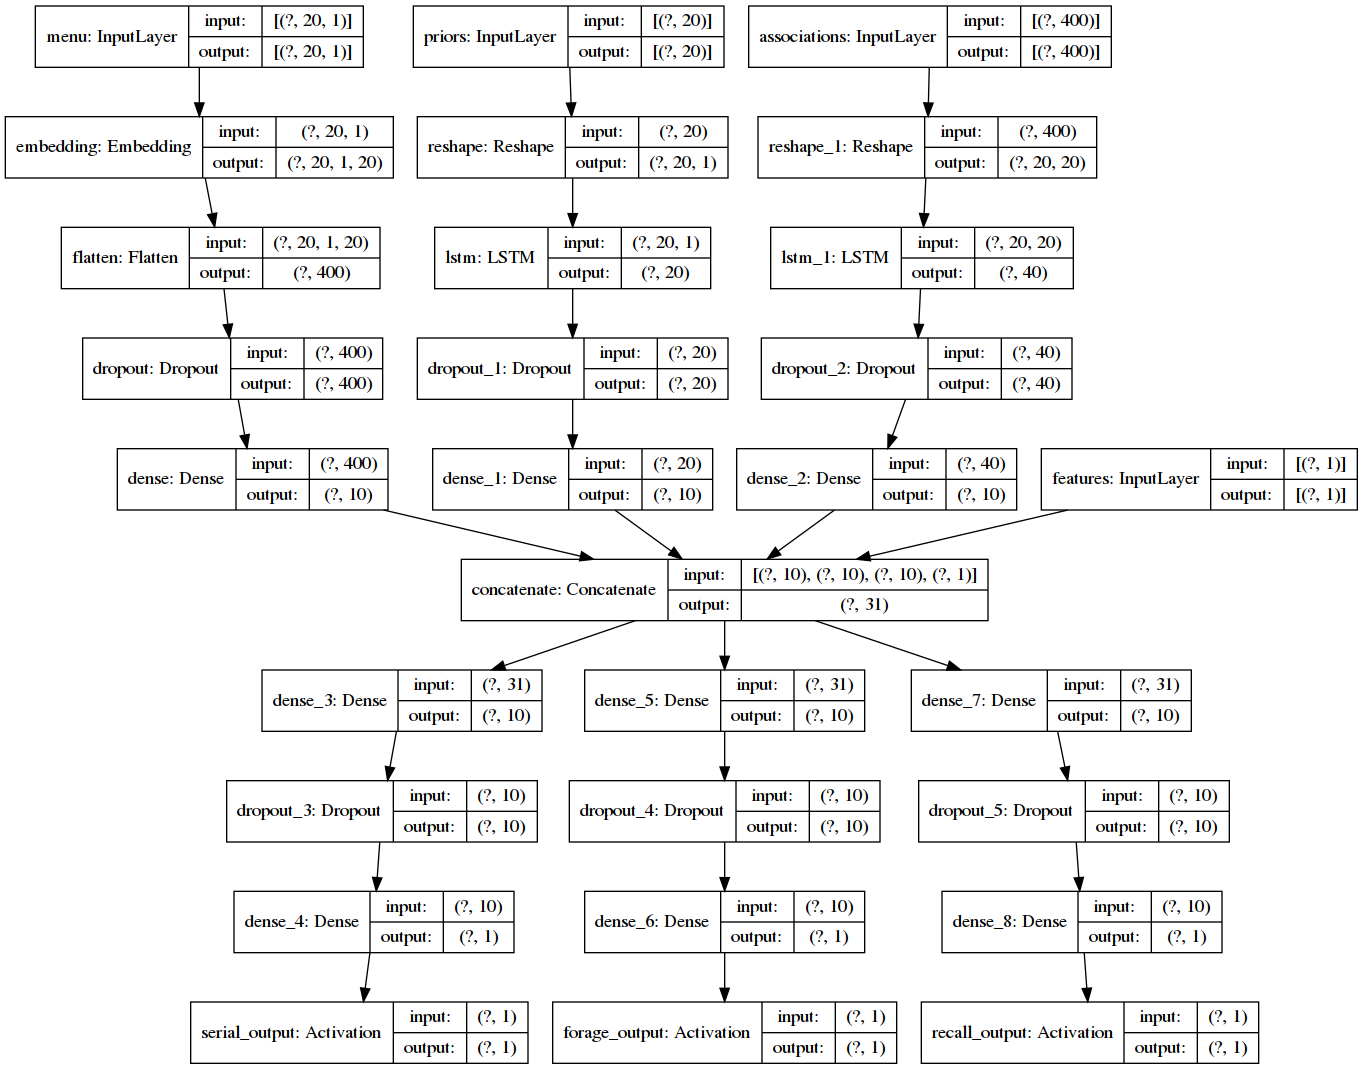 menu: InputLayer input: [(?, 20, 1)]
output: [(?, 20, 1)]
priors: InputLayer input: [(?, 20)]
output: [(?, 20)]
associations: InputLayer input: [(?, 400)]
output: [(?, 400)]
embedding: Embedding input: (?, 20, 1)
output: (?, 20, 1, 20)
reshape: Reshape input: (?, 20)
output: (?, 20, 1)
reshape_1: Reshape input: (?, 400)
output: (?, 20, 20)
flatten: Flatten input: (?, 20, 1, 20)
output: (?, 400)
lstm: LSTM input: (?, 20, 1)
output: (?, 20)
lstm_1: LSTM input: (?, 20, 20)
output: (?, 40)
dropout: Dropout input: (?, 400)
output: (?, 400)
dropout_1: Dropout input: (?, 20)
output: (?, 20)
dropout_2: Dropout input: (?, 40)
output: (?, 40)
dense: Dense input: (?, 400)
output: (?, 10)
dense_1: Dense input: (?, 20)
output: (?, 10)
dense_2: Dense input: (?, 40)
output: (?, 10)
features: InputLayer input: [(?, 1)]
output: [(?, 1)]
concatenate: Concatenate input: [(?, 10), (?, 10), (?, 10), (?, 1)]
output: (?, 31)
dense_3: Dense input: (?, 31)
output: (?, 10)
dense_5: Dense input: (?, 31)
output: (?, 10)
dense_7: Dense input: (?, 31)
output: (?, 10)
dropout_3: Dropout input: (?, 10)
output: (?, 10)
dropout_4: Dropout input: (?, 10)
output: (?, 10)
dropout_5: Dropout input: (?, 10)
output: (?, 10)
dense_4: Dense input: (?, 10)
output: (?, 1)
dense_6: Dense input: (?, 10)
output: (?, 1)
dense_8: Dense input: (?, 10)
output: (?, 1)
serial_output: Activation input: (?, 1)
output: (?, 1)
forage_output: Activation input: (?, 1)
output: (?, 1)
recall_output: Activation input: (?, 1)
output: (?, 1)